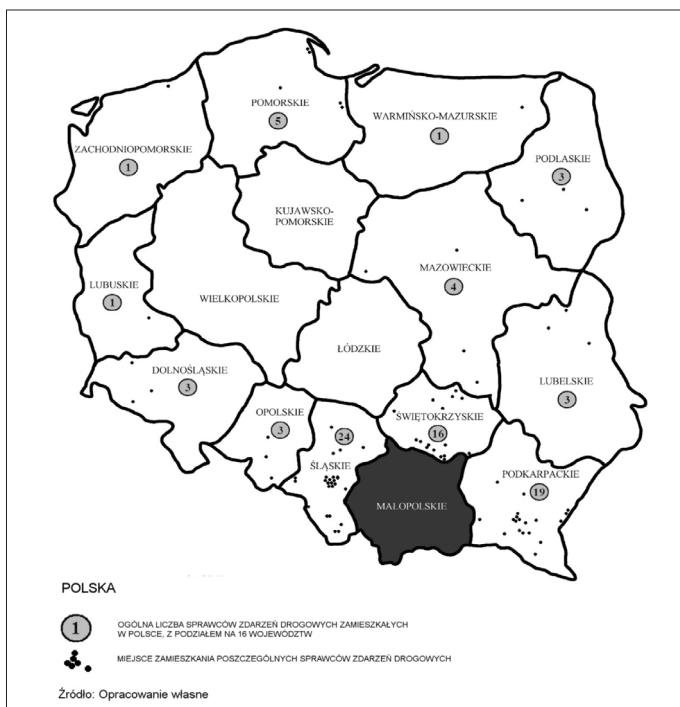 POMORSKIE
5
WARMIŃSKO-MAZURSKIE
1
ZACHODNIOPOMORSKIE
1
PODLASKIE
3
KUJAWSKO-
POMORSKIE
MAZOWIECKIE
4
LUBUSKIE
1
WIELKOPOLSKIE
ŁÓDZKIE
DOLNOŚLĄSKIE
3
LUBELSKIE
3
OPOLSKIE
3
ŚWIĘTOKRZYSKIE
16
24
ŚLĄSKIE
PODKARPACKIE
19
MAŁOPOLSKIE
POLSKA
1
OGÓLNA LICZBA SPRAWCÓW ZDARZEŃ DROGOWYCH ZAMIESZKAŁYCH
W POLSCE, Z PODZIAŁEM NA 16 WOJEWÓDZTW
MIEJSCE ZAMIESZKANIA POSZCZEGÓLNYCH SPRAWCÓW ZDARZEŃ DROGOWYCH
Źródło: Opracowanie własne